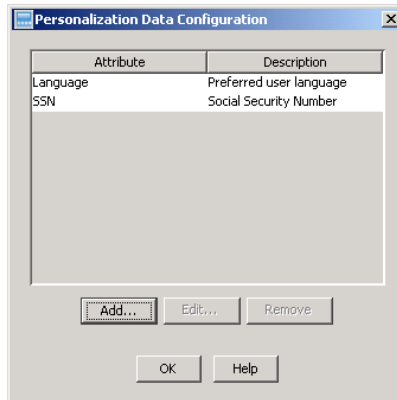 Personalization Data Configuration
Attribute Description
Language Preferred user language
SSN Social Security Number
Add... Edit... Remove
OK Help